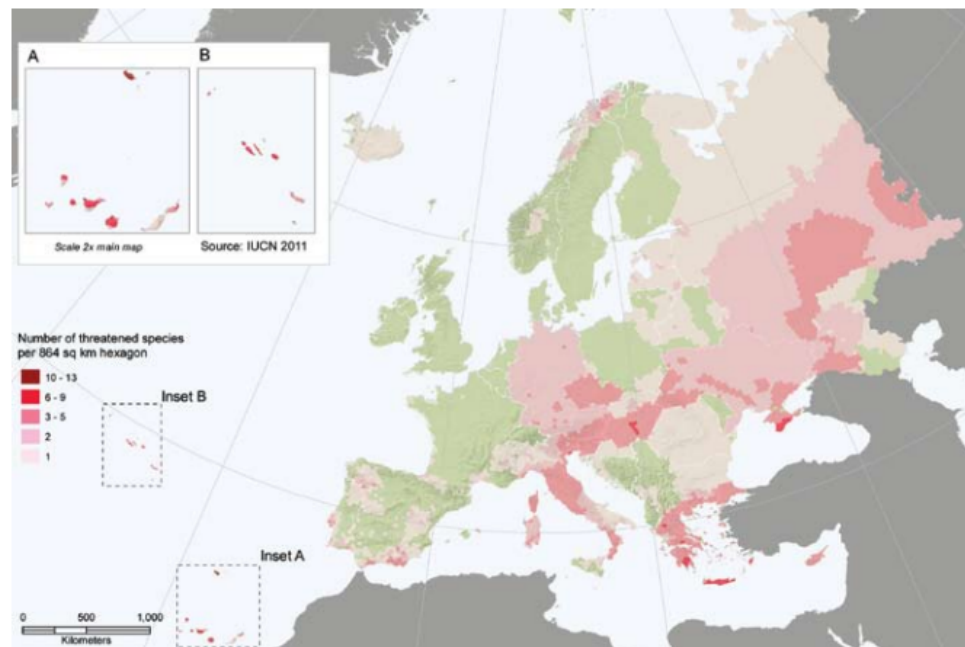 A
B
Scale 2x main map
Source: IUCN 2011
Number of threatened species
per 864 sq km hexagon
10 - 13
6 - 9
3 - 5
2
1
Inset B
Inset A
0 500 1,000
Kilometers